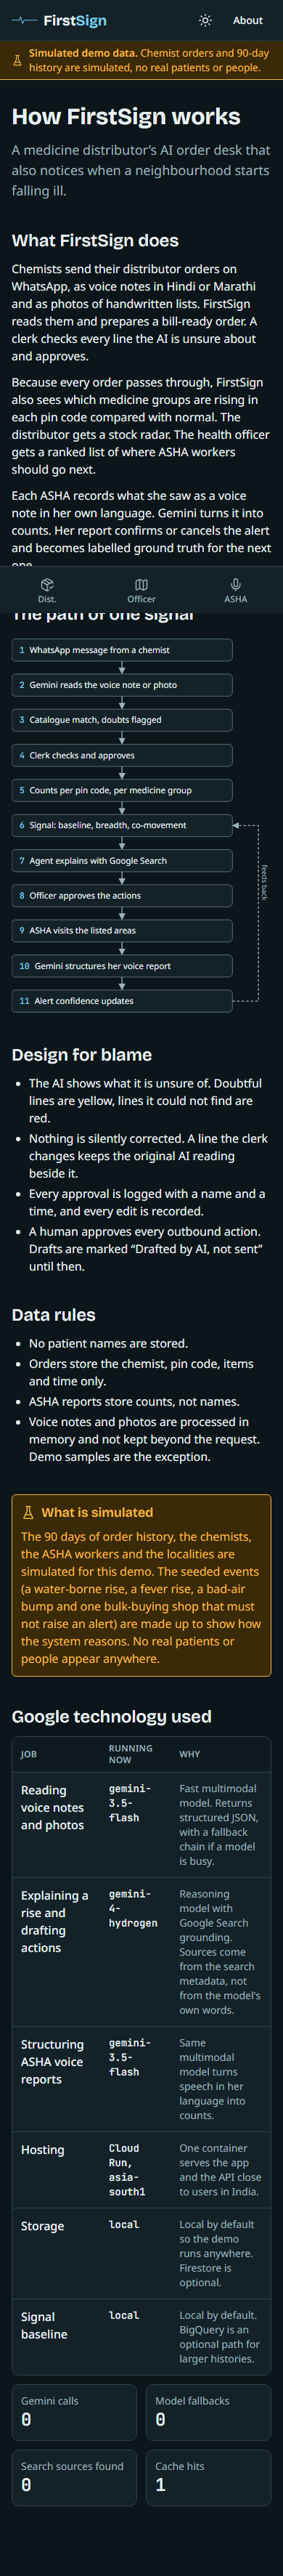 FirstSign
About
Simulated demo data. Chemist orders and 90-day
history are simulated, no real patients or people.
How FirstSign works
A medicine distributor's AI order desk that
also notices when a neighbourhood starts
falling ill.
What FirstSign does
Chemists send their distributor orders on
WhatsApp, as voice notes in Hindi or Marathi
and as photos of handwritten lists. FirstSign
reads them and prepares a bill-ready order. A
clerk checks every line the AI is unsure about
and approves.
Because every order passes through, FirstSign
also sees which medicine groups are rising in
each pin code compared with normal. The
distributor gets a stock radar. The health officer
gets a ranked list of where ASHA workers
should go next.
Each ASHA records what she saw as a voice
note in her own language. Gemini turns it into
counts. Her report confirms or cancels the alert
and becomes labelled ground truth for the next
one.
Dist.
Officer
ASHA
The path of one signal
1 WhatsApp message from a chemist
2 Gemini reads the voice note or photo
3 Catalogue match, doubts flagged
4 Clerk checks and approves
5 Counts per pin code, per medicine group
6 Signal: baseline, breadth, co-movement
7 Agent explains with Google Search
feeds back
8 Officer approves the actions
9 ASHA visits the listed areas
10 Gemini structures her voice report
11 Alert confidence updates
Design for blame
• The AI shows what it is unsure of. Doubtful
lines are yellow, lines it could not find are
red.
• Nothing is silently corrected. A line the clerk
changes keeps the original AI reading
beside it.
• Every approval is logged with a name and a
time, and every edit is recorded.
• A human approves every outbound action.
Drafts are marked “Drafted by AI, not sent”
until then.
Data rules
• No patient names are stored.
• Orders store the chemist, pin code, items
and time only.
• ASHA reports store counts, not names.
• Voice notes and photos are processed in
memory and not kept beyond the request.
Demo samples are the exception.
What is simulated
The 90 days of order history, the chemists,
the ASHA workers and the localities are
simulated for this demo. The seeded events
(a water-borne rise, a fever rise, a bad-air
bump and one bulk-buying shop that must
not raise an alert) are made up to show how
the system reasons. No real patients or
people appear anywhere.
Google technology used
JOB
RUNNING
NOW
WHY
Reading
voice notes
and photos
gemini-
3.5-
flash
Fast multimodal
model. Returns
structured JSON,
with a fallback
chain if a model
is busy.
Explaining a
rise and
drafting
actions
gemini-
4-
hydrogen
Reasoning
model with
Google Search
grounding.
Sources come
from the search
metadata, not
from the model's
own words.
Structuring
ASHA voice
reports
gemini-
3.5-
flash
Same
multimodal
model turns
speech in her
language into
counts.
Hosting
Cloud
Run,
asia-
south1
One container
serves the app
and the API close
to users in India.
Storage
local
Local by default
so the demo
runs anywhere.
Firestore is
optional.
Signal
baseline
local
Local by default.
BigQuery is an
optional path for
larger histories.
Gemini calls
0
Model fallbacks
0
Search sources found
0
Cache hits
1